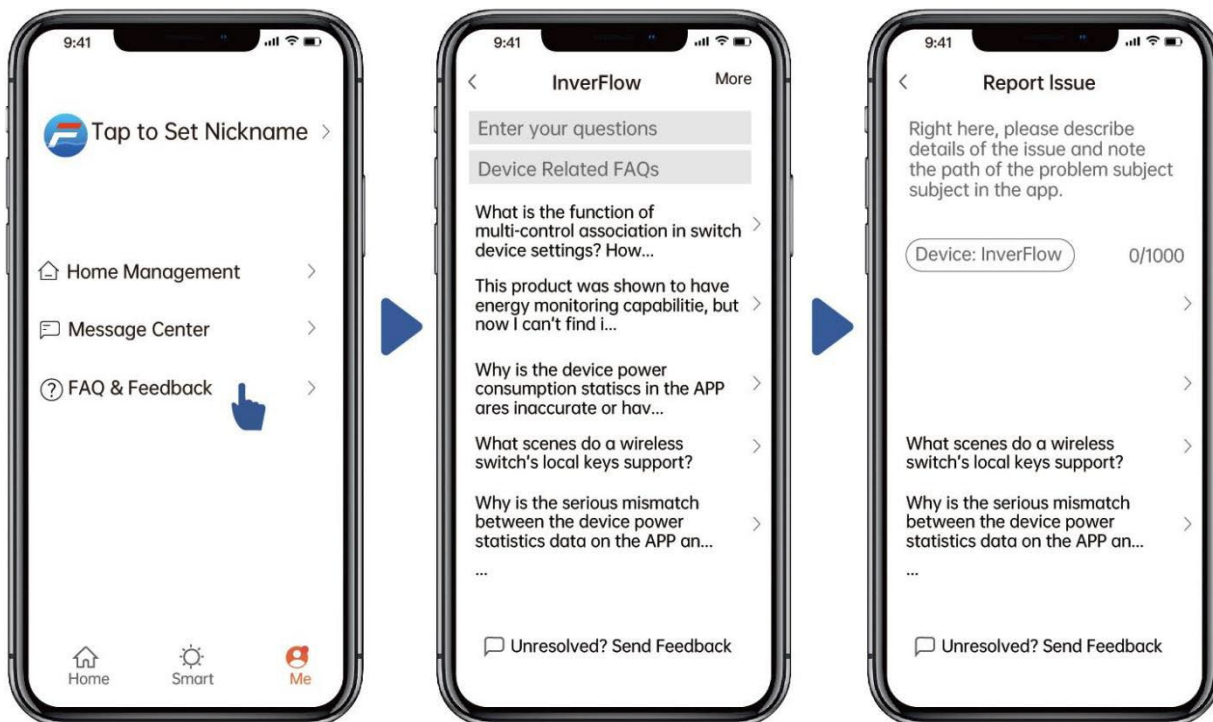 9:41
Tap to Set Nickname
Home Management
Message Center
FAQ & Feedback
Home
Smart
Me
9:41
InverFlow
More
Enter your questions
Device Related FAQs
What is the function of
multi-control association in switch
device settings? How...
This product was shown to have
energy monitoring capabilitie, but
now I can't find i...
Why is the device power
consumption statiscs in the APP
ares inaccurate or hav...
What scenes do a wireless
switch's local keys support?
Why is the serious mismatch
between the device power
statistics data on the APP an...
...
Unresolved? Send Feedback
9:41
Report Issue
Right here, please describe
details of the issue and note
the path of the problem subject
subject in the app.
Device: InverFlow
0/1000
What scenes do a wireless
switch's local keys support?
Why is the serious mismatch
between the device power
statistics data on the APP an...
...
Unresolved? Send Feedback